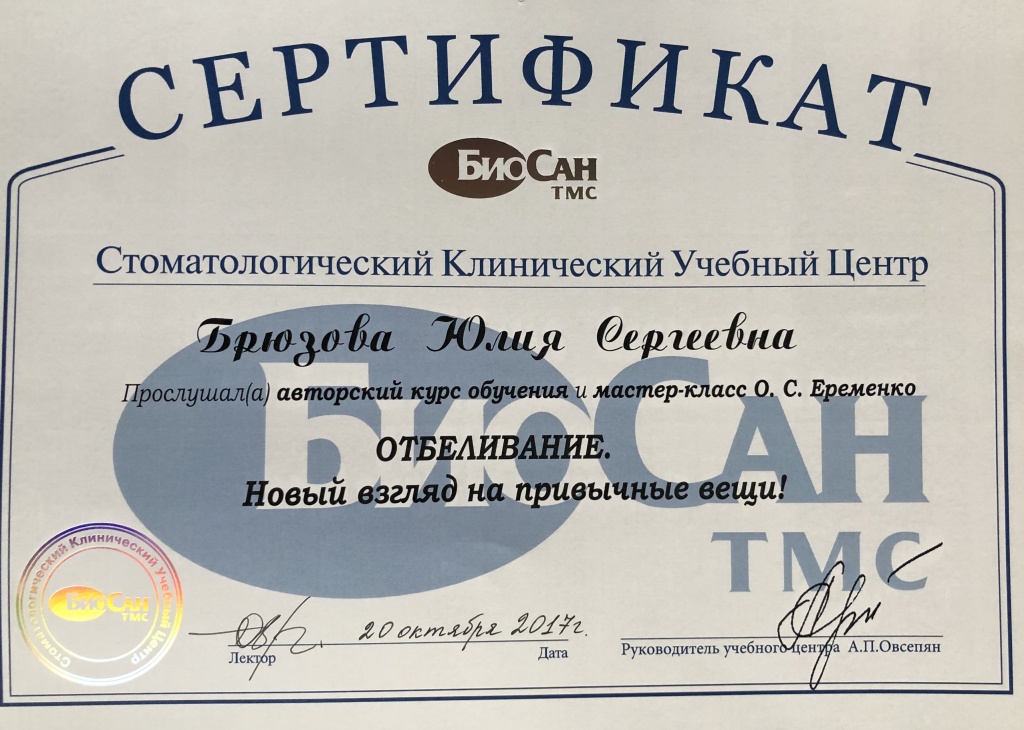 СЕРТИФИКАТ
БиоСан
ТМС
Стоматологический Клинический Учебный Центр
Брюзова Юлия Сергеевна
Прослушал(а) авторский курс обучения и мастер-класс О. С. Еременко
ОТБЕЛИВАНИЕ.
Новый взгляд на привычные вещи!
БиоСан
ТМС
Стоматологический Клинический Учебный Центр
БиоСан
ТМС
20 октября 2017г.
Лектор Дата Руководитель учебного центра А.П.Овсепян